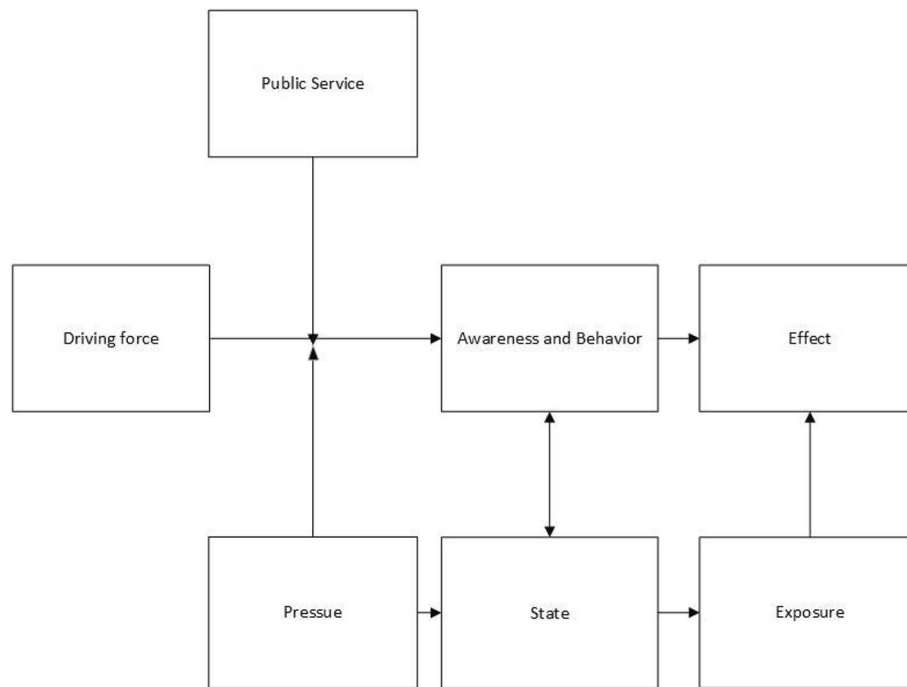 Public Service
Driving force
Awareness and Behavior
Effect
Pressue
State
Exposure